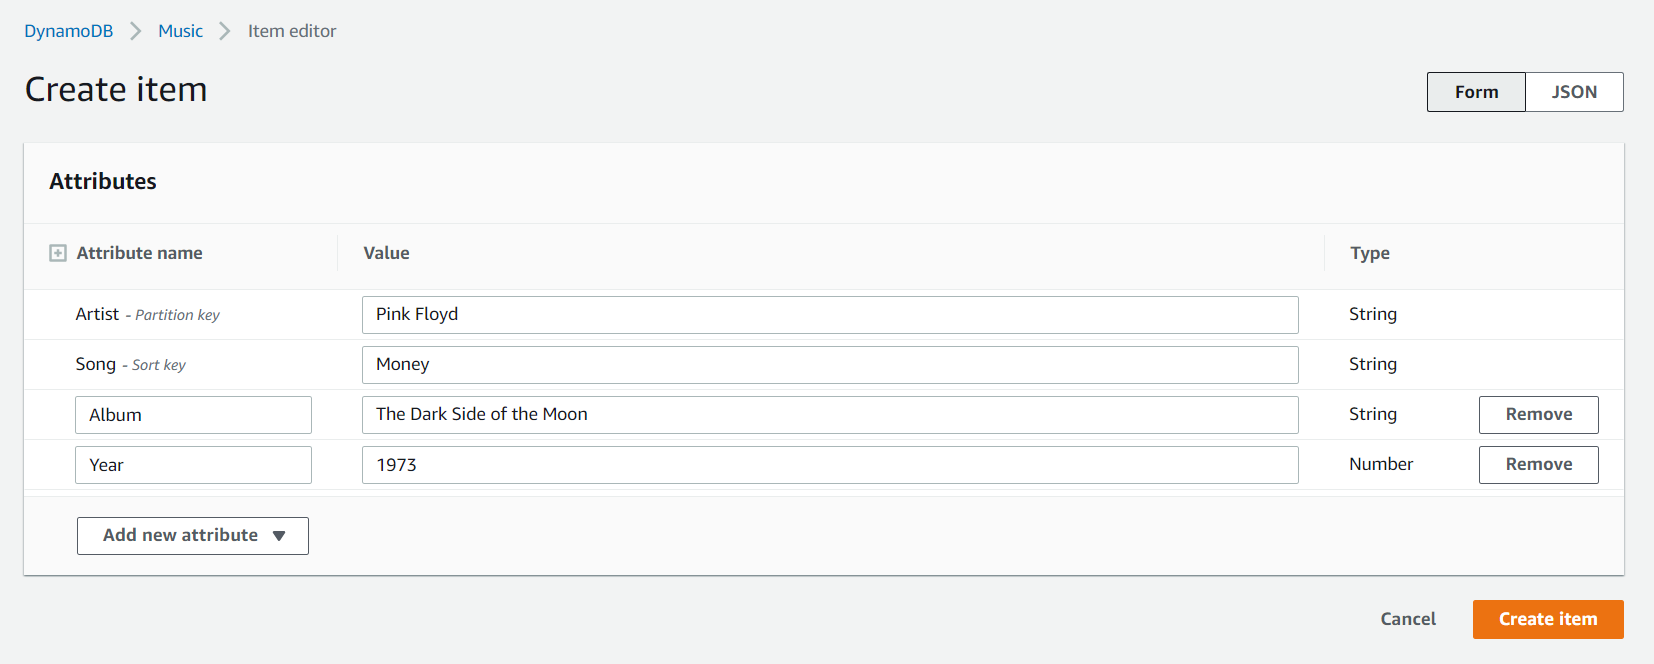 DynamoDB Music Item editor
Create item
Form JSON
Attributes
Attribute name Value Type
Artist - Partition key Pink Floyd String
Song - Sort key Money String
Album The Dark Side of the Moon String Remove
Year 1973 Number Remove
Add new attribute
Cancel Create item